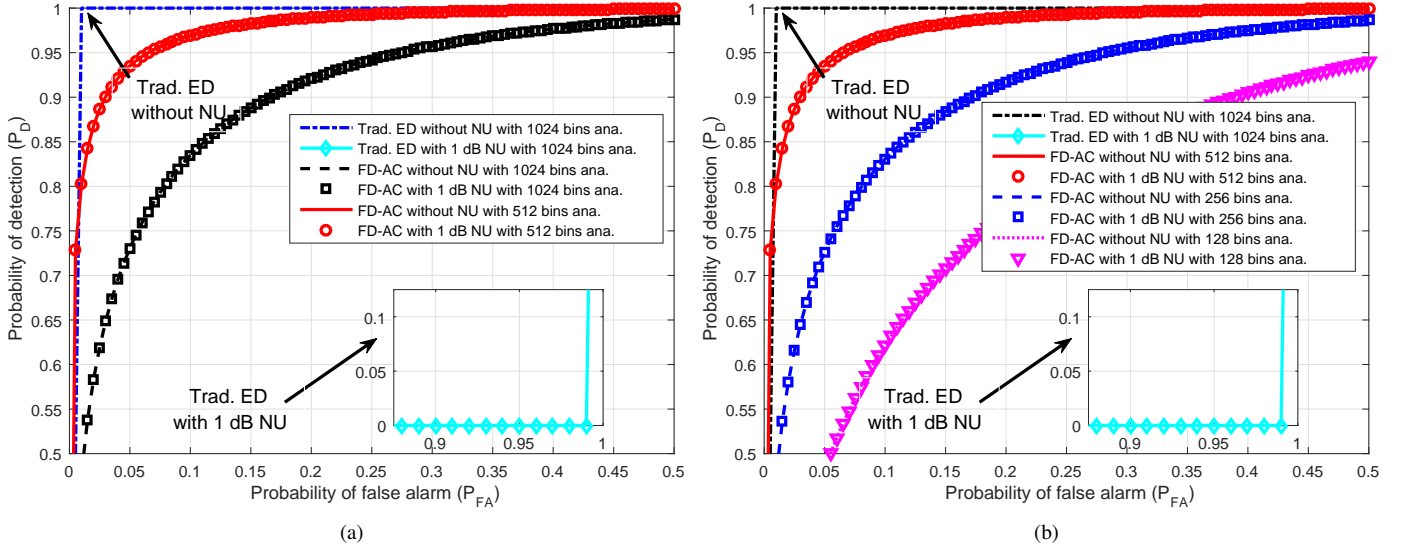 1
0.95
0.9
0.85
0.8
0.75
0.7
0.65
0.6
0.55
0.5
Probability of detection (P_D)
Trad. ED
without NU
Trad. ED without NU with 1024 bins ana.
Trad. ED with 1 dB NU with 1024 bins ana.
FD-AC without NU with 1024 bins ana.
FD-AC with 1 dB NU with 1024 bins ana.
FD-AC without NU with 512 bins ana.
FD-AC with 1 dB NU with 512 bins ana.
Trad. ED
with 1 dB NU
0.1
0.05
0
0.9 0.95 1
0 0.05 0.1 0.15 0.2 0.25 0.3 0.35 0.4 0.45 0.5
Probability of false alarm (P_FA)
(a)
1
0.95
0.9
0.85
0.8
0.75
0.7
0.65
0.6
0.55
0.5
Probability of detection (P_D)
Trad. ED
without NU
Trad. ED without NU with 1024 bins ana.
Trad. ED with 1 dB NU with 1024 bins ana.
FD-AC without NU with 512 bins ana.
FD-AC with 1 dB NU with 512 bins ana.
FD-AC without NU with 256 bins ana.
FD-AC with 1 dB NU with 256 bins ana.
FD-AC without NU with 128 bins ana.
FD-AC with 1 dB NU with 128 bins ana.
Trad. ED
with 1 dB NU
0.1
0.05
0
0.9 0.95 1
0 0.05 0.1 0.15 0.2 0.25 0.3 0.35 0.4 0.45 0.5
Probability of false alarm (P_FA)
(b)